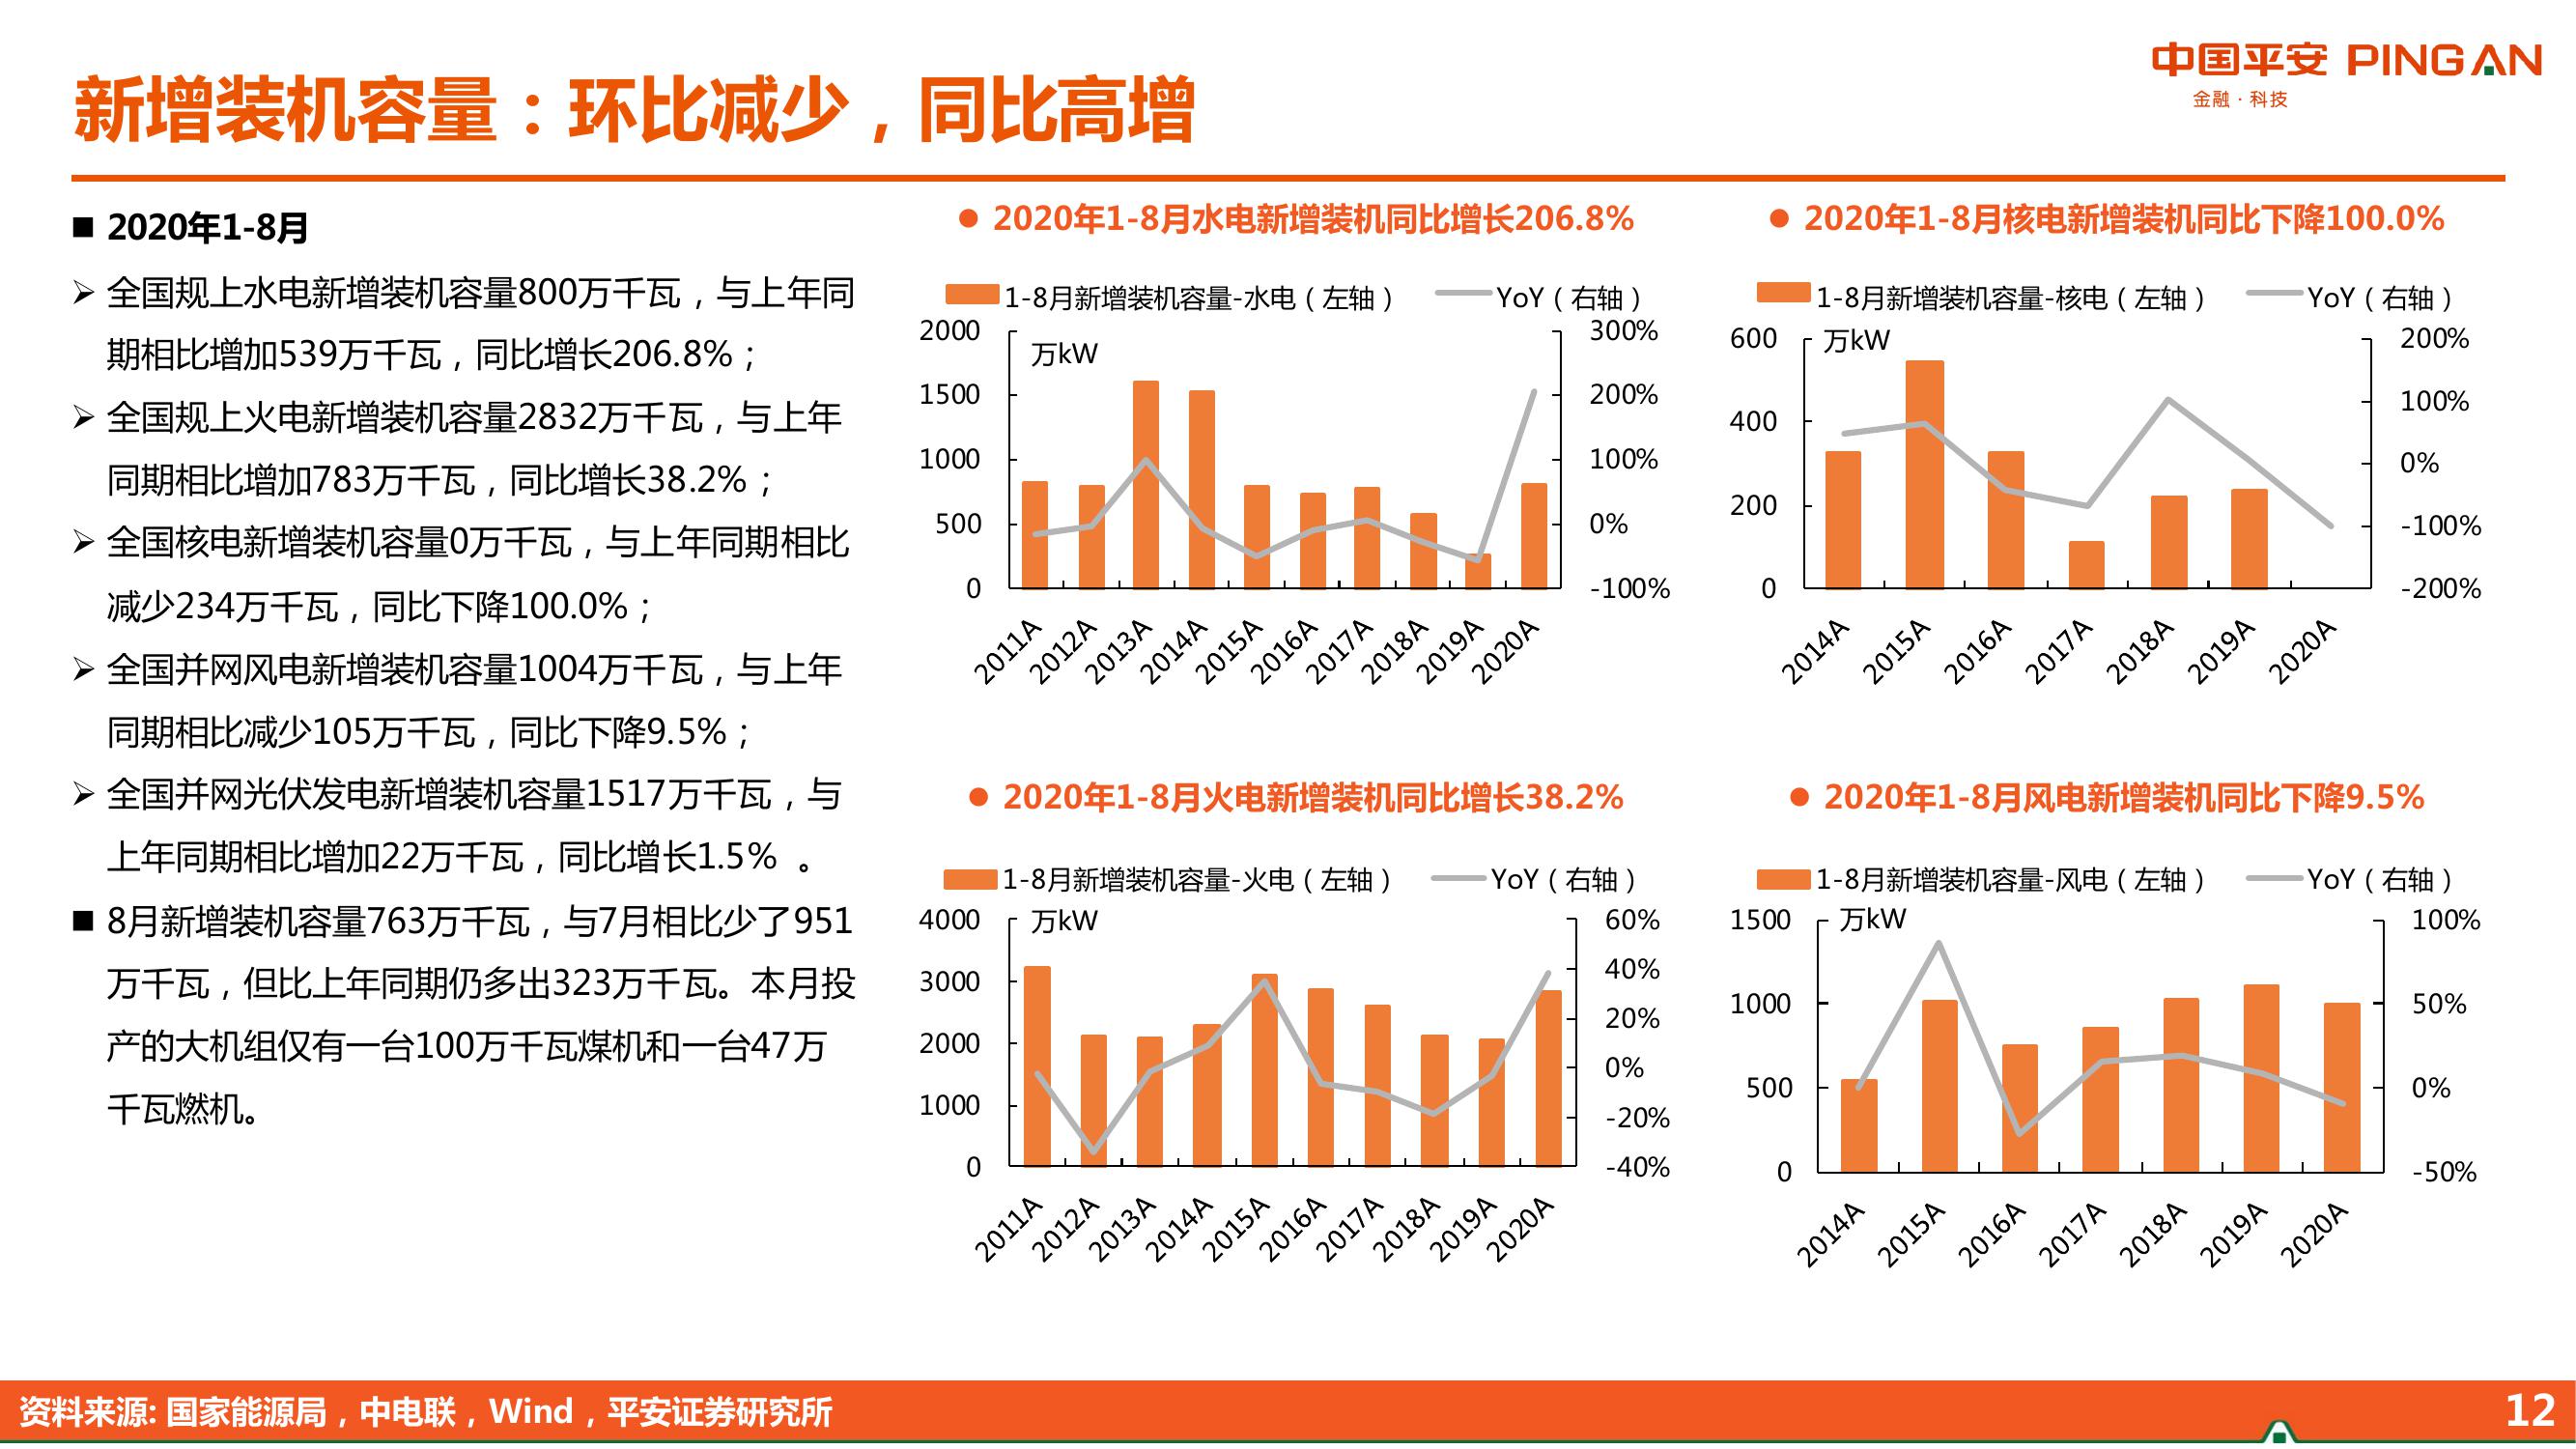 中国平安 PINGAN
金融·科技
新增装机容量：环比减少，同比高增
■ 2020年1-8月
➢ 全国规上水电新增装机容量800万千瓦，与上年同
期相比增加539万千瓦，同比增长206.8%；
➢ 全国规上火电新增装机容量2832万千瓦，与上年
同期相比增加783万千瓦，同比增长38.2%；
➢ 全国核电新增装机容量0万千瓦，与上年同期相比
减少234万千瓦，同比下降100.0%；
➢ 全国并网风电新增装机容量1004万千瓦，与上年
同期相比减少105万千瓦，同比下降9.5%；
➢ 全国并网光伏发电新增装机容量1517万千瓦，与
上年同期相比增加22万千瓦，同比增长1.5% 。
■ 8月新增装机容量763万千瓦，与7月相比少了951
万千瓦，但比上年同期仍多出323万千瓦。本月投
产的大机组仅有一台100万千瓦煤机和一台47万
千瓦燃机。
● 2020年1-8月水电新增装机同比增长206.8%
1-8月新增装机容量-水电（左轴） YoY（右轴）
万kW
2000
1500
1000
500
0
300%
200%
100%
0%
-100%
2011A 2012A 2013A 2014A 2015A 2016A 2017A 2018A 2019A 2020A
● 2020年1-8月核电新增装机同比下降100.0%
1-8月新增装机容量-核电（左轴） YoY（右轴）
万kW
600
400
200
0
200%
100%
0%
-100%
-200%
2014A 2015A 2016A 2017A 2018A 2019A 2020A
● 2020年1-8月火电新增装机同比增长38.2%
1-8月新增装机容量-火电（左轴） YoY（右轴）
万kW
4000
3000
2000
1000
0
60%
40%
20%
0%
-20%
-40%
2011A 2012A 2013A 2014A 2015A 2016A 2017A 2018A 2019A 2020A
● 2020年1-8月风电新增装机同比下降9.5%
1-8月新增装机容量-风电（左轴） YoY（右轴）
万kW
1500
1000
500
0
100%
50%
0%
-50%
2014A 2015A 2016A 2017A 2018A 2019A 2020A
资料来源: 国家能源局，中电联，Wind，平安证券研究所
12